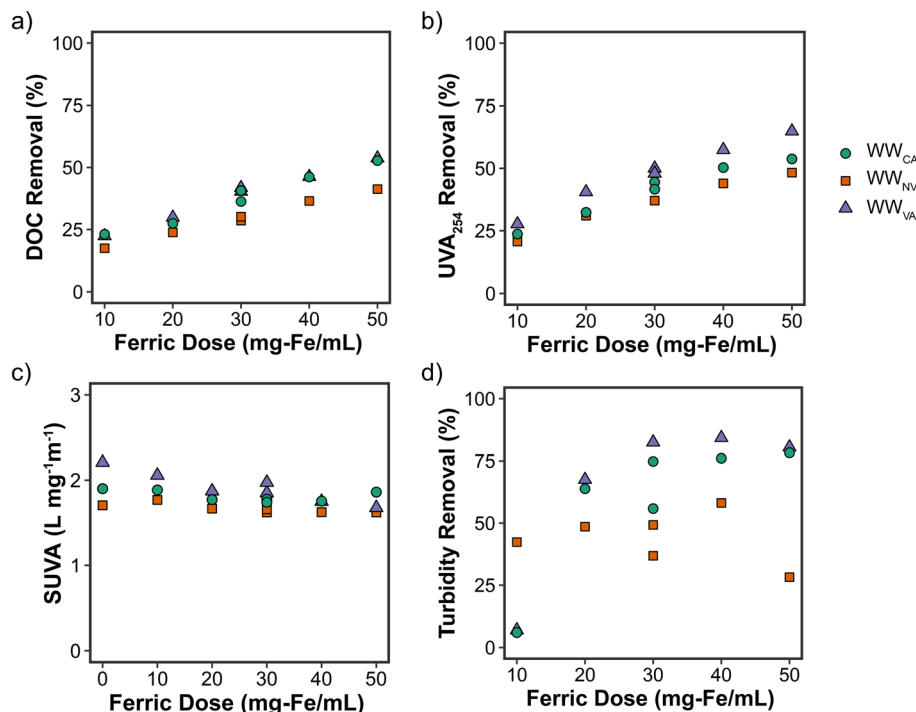 a)
100
75
50
25
0
DOC Removal (%)
10 20 30 40 50
Ferric Dose (mg-Fe/mL)
b)
100
75
50
25
0
UVA₂₅₄ Removal (%)
10 20 30 40 50
Ferric Dose (mg-Fe/mL)
WW_CA
WW_NV
WW_VA
c)
3
2
1
0
SUVA (L mg⁻¹m⁻¹)
0 10 20 30 40 50
Ferric Dose (mg-Fe/mL)
d)
100
75
50
25
0
Turbidity Removal (%)
10 20 30 40 50
Ferric Dose (mg-Fe/mL)